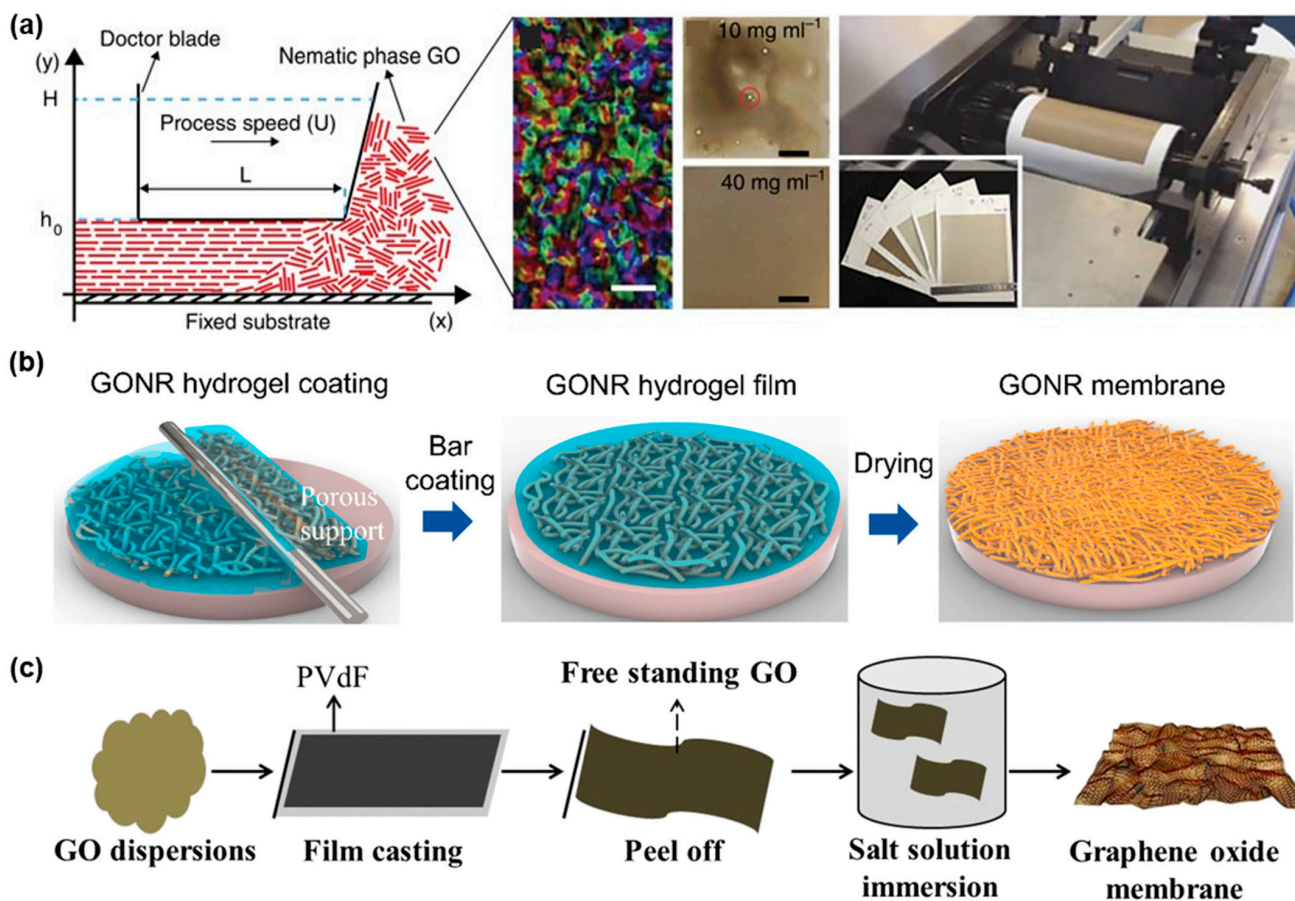 (a)
Doctor blade
(y)
Nematic phase GO
H
Process speed (U)
L
h0
Fixed substrate
(x)
10 mg ml⁻¹
40 mg ml⁻¹
(b)
GONR hydrogel coating
Porous
support
Bar
coating
GONR hydrogel film
Drying
GONR membrane
(c)
PVdF
Free standing GO
GO dispersions
Film casting
Peel off
Salt solution
immersion
Graphene oxide
membrane